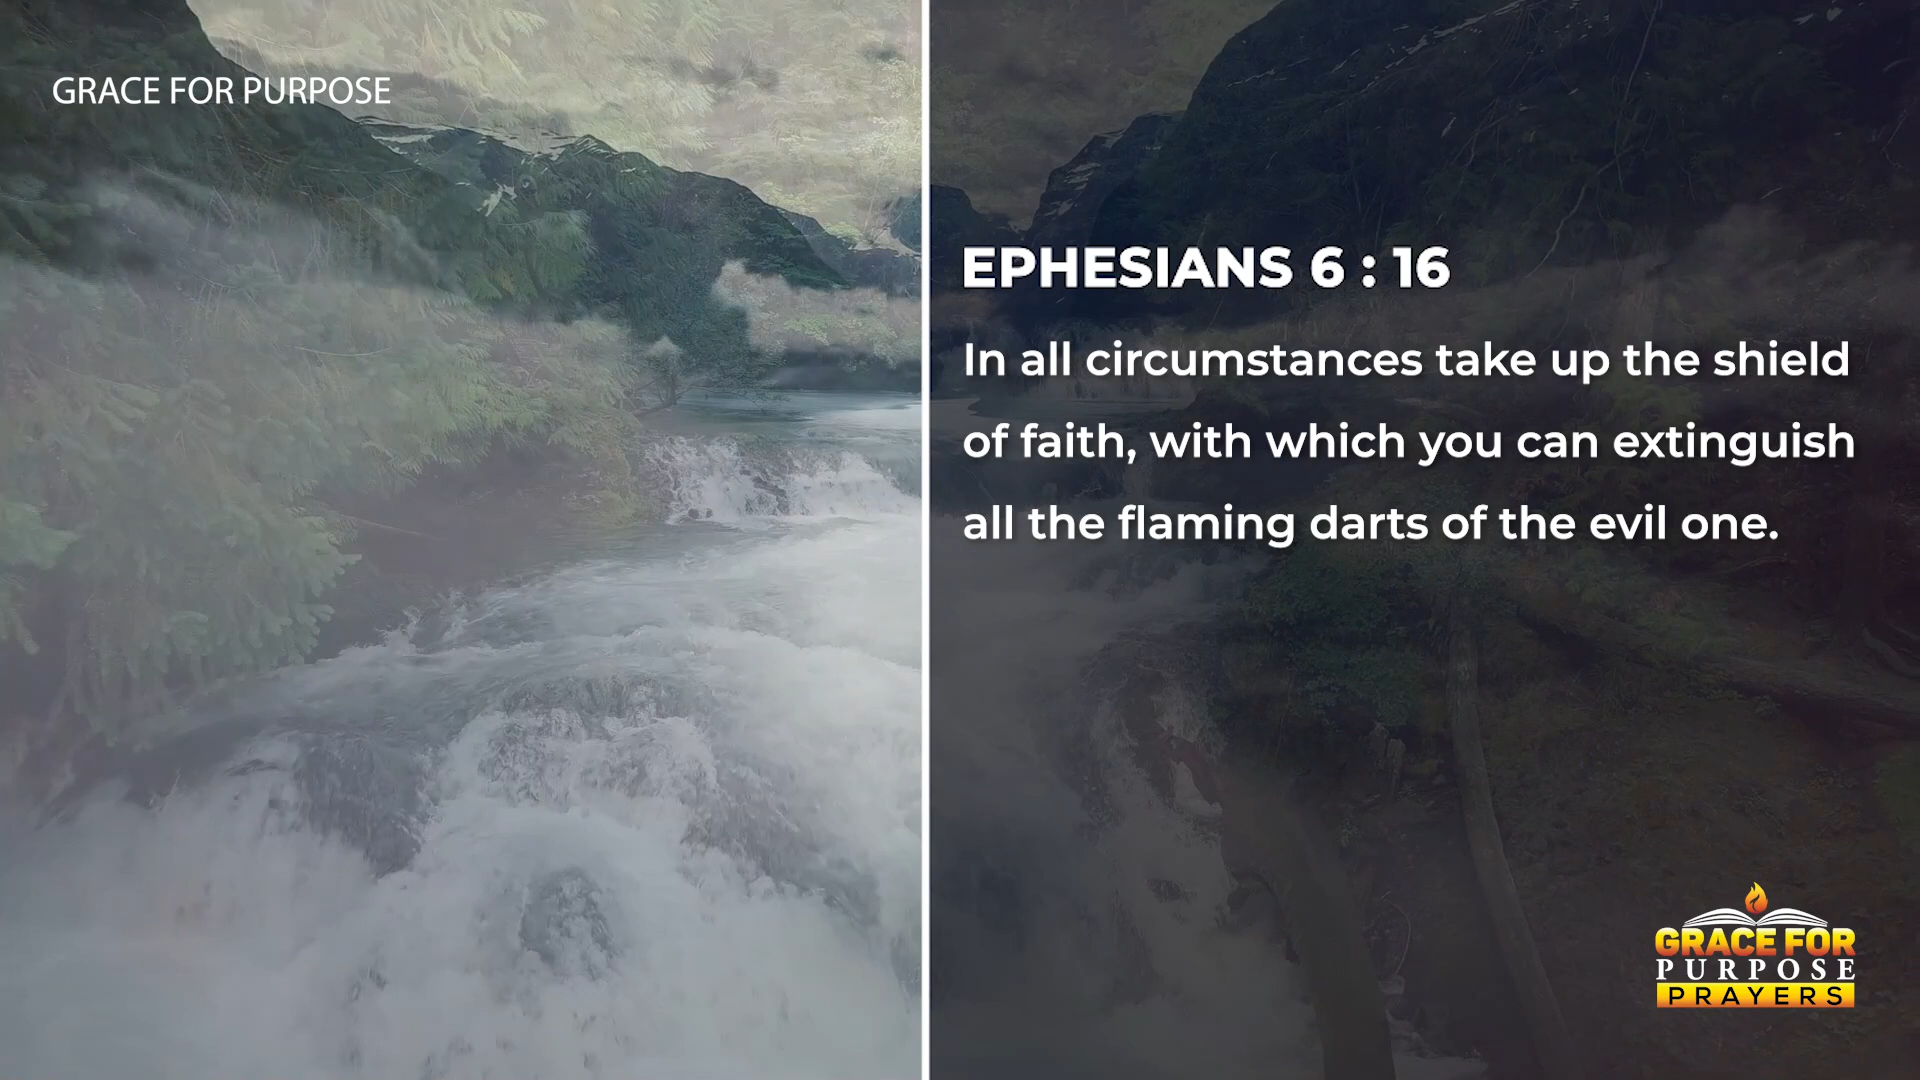 GRACE FOR PURPOSE
EPHESIANS 6 : 16
In all circumstances take up the shield
of faith, with which you can extinguish
all the flaming darts of the evil one.
GRACE FOR
PURPOSE
PRAYERS